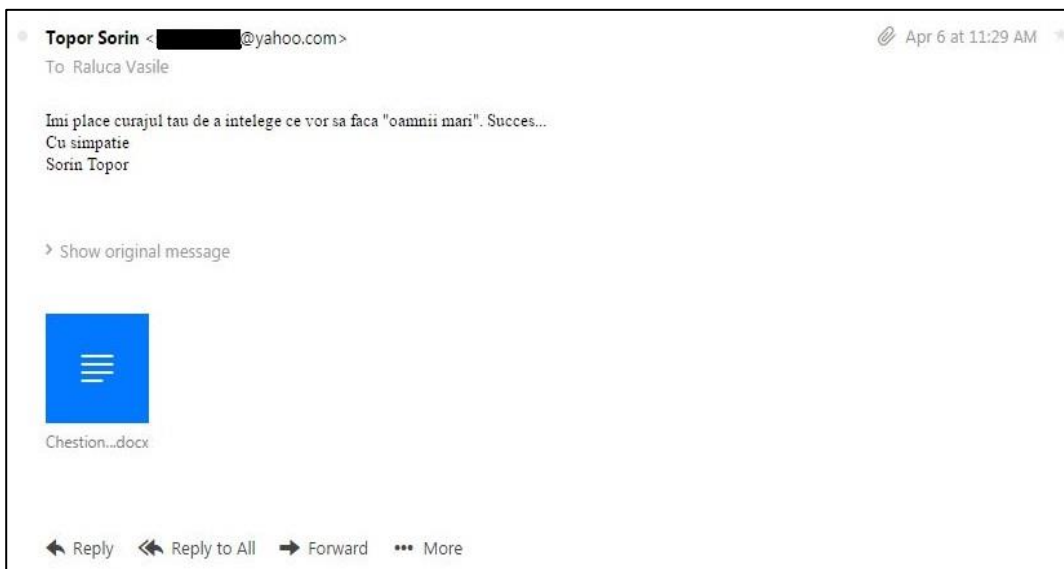 Topor Sorin < @yahoo.com>
Apr 6 at 11:29 AM
To Raluca Vasile
Imi place curajul tau de a intelege ce vor sa faca "oamnii mari". Succes...
Cu simpatie
Sorin Topor
> Show original message
Chestion...docx
Reply Reply to All Forward ••• More